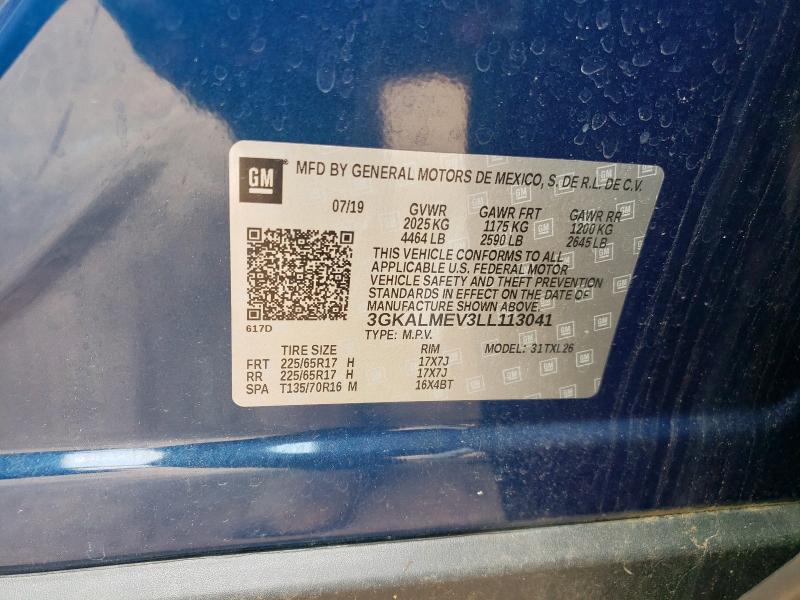 GM MFD BY GENERAL MOTORS DE MEXICO, S. DE R.L. DE C.V.
07/19 GVWR GAWR FRT GAWR RR
2025 KG 1175 KG 1200 KG
4464 LB 2590 LB 2645 LB
THIS VEHICLE CONFORMS TO ALL
APPLICABLE U.S. FEDERAL MOTOR
VEHICLE SAFETY AND THEFT PREVENTION
STANDARDS IN EFFECT ON THE DATE OF
MANUFACTURE SHOWN ABOVE.
3GKALMEV3LL113041
617D
TYPE: M.P.V. MODEL: 31TXL26
TIRE SIZE RIM
FRT 225/65R17 H 17X7J
RR 225/65R17 H 17X7J
SPA T135/70R16 M 16X4BT